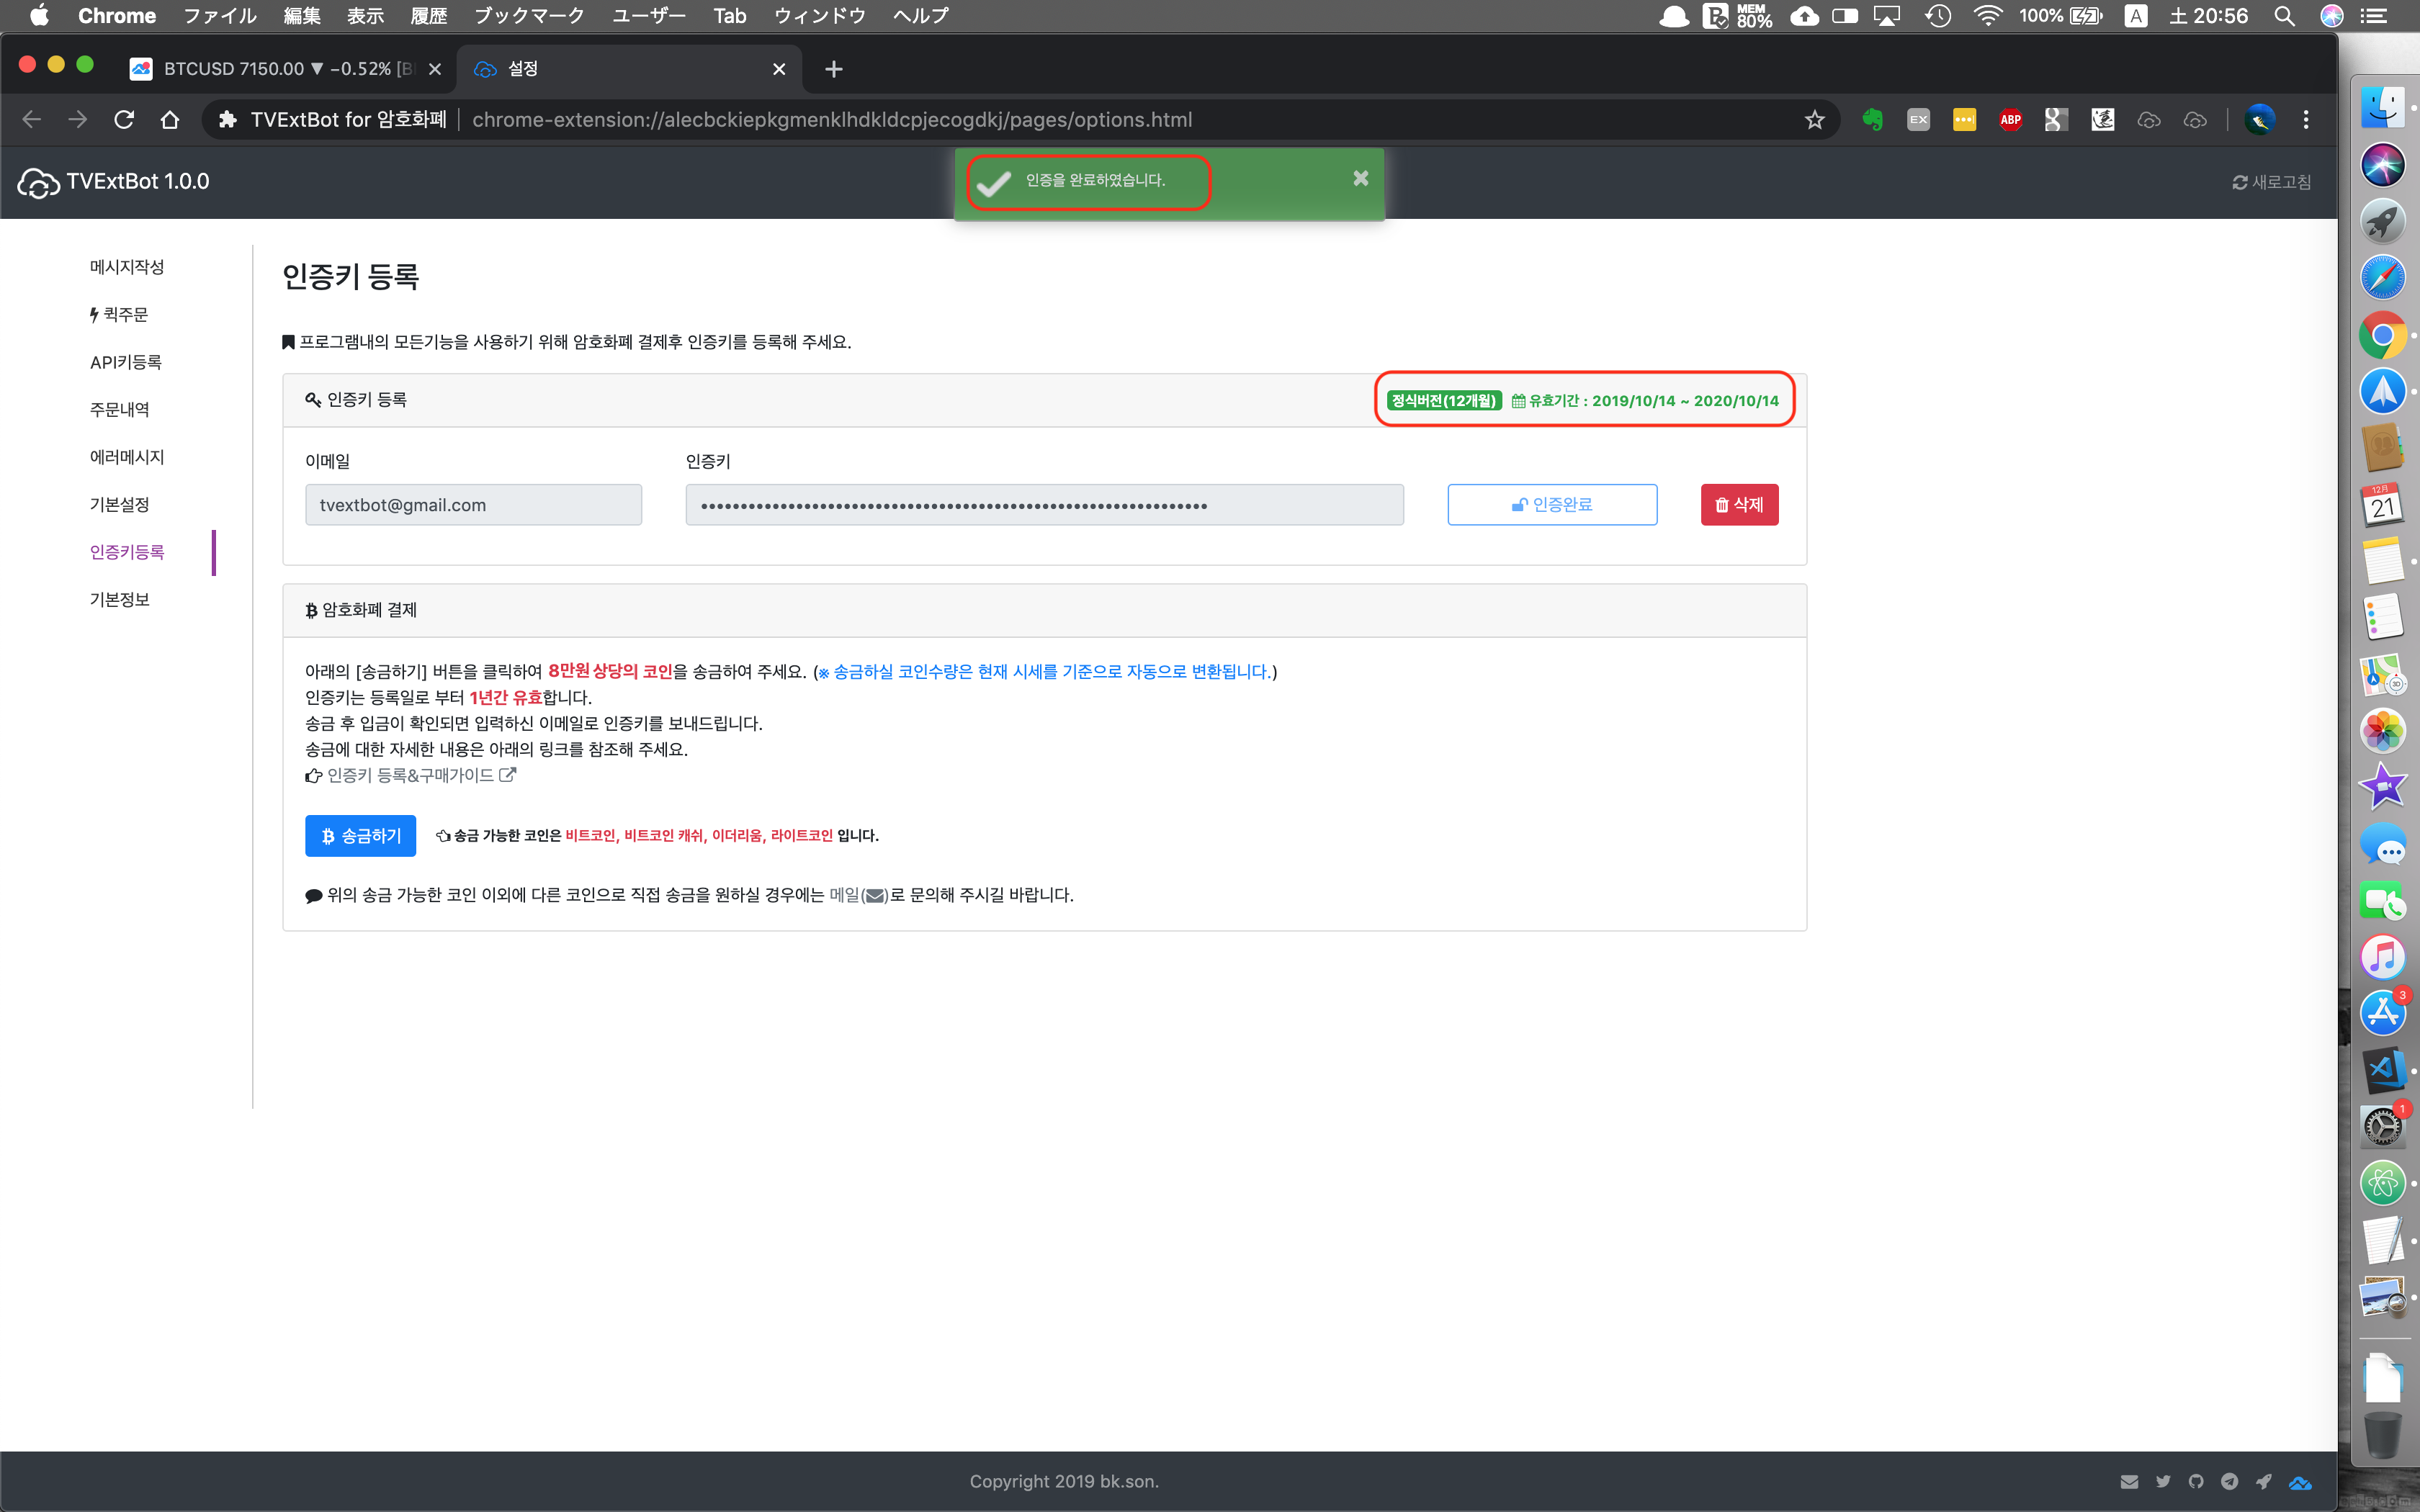 Chrome ファイル 編集 表示 履歴 ブックマーク ユーザー Tab ウィンドウ ヘルプ MEM 80% 100% A 土 20:56
BTCUSD 7150.00 ▼ −0.52% [B 설정
TVExtBot for 암호화폐 chrome-extension://alecbckiepkgmenklhdkldcpjecogdkj/pages/options.html EX ABP
TVExtBot 1.0.0 인증을 완료하였습니다. 새로고침
메시지작성
퀵주문
API키등록
주문내역
에러메시지
기본설정
인증키등록
기본정보
인증키 등록
프로그램내의 모든기능을 사용하기 위해 암호화폐 결제후 인증키를 등록해 주세요.
인증키 등록 정식버전(12개월) 유효기간 : 2019/10/14 ~ 2020/10/14
이메일 인증키
tvextbot@gmail.com 인증완료 삭제
암호화폐 결제
아래의 [송금하기] 버튼을 클릭하여 8만원 상당의 코인을 송금하여 주세요. (※ 송금하실 코인수량은 현재 시세를 기준으로 자동으로 변환됩니다.)
인증키는 등록일로 부터 1년간 유효합니다.
송금 후 입금이 확인되면 입력하신 이메일로 인증키를 보내드립니다.
송금에 대한 자세한 내용은 아래의 링크를 참조해 주세요.
인증키 등록&구매가이드
송금하기 송금 가능한 코인은 비트코인, 비트코인 캐쉬, 이더리움, 라이트코인 입니다.
위의 송금 가능한 코인 이외에 다른 코인으로 직접 송금을 원하실 경우에는 메일()로 문의해 주시길 바랍니다.
Copyright 2019 bk.son.
12月
21
3D
3
1